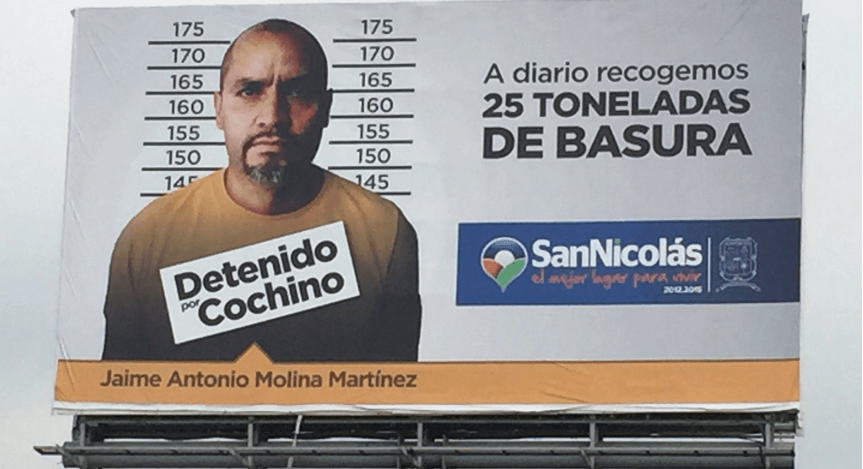 175 175
170 170
165 165
160 160
155 155
150 150
145 145
Detenido
por Cochino
Jaime Antonio Molina Martínez
A diario recogemos
25 TONELADAS
DE BASURA
SanNicolás
el mejor lugar para vivir
2012.2015